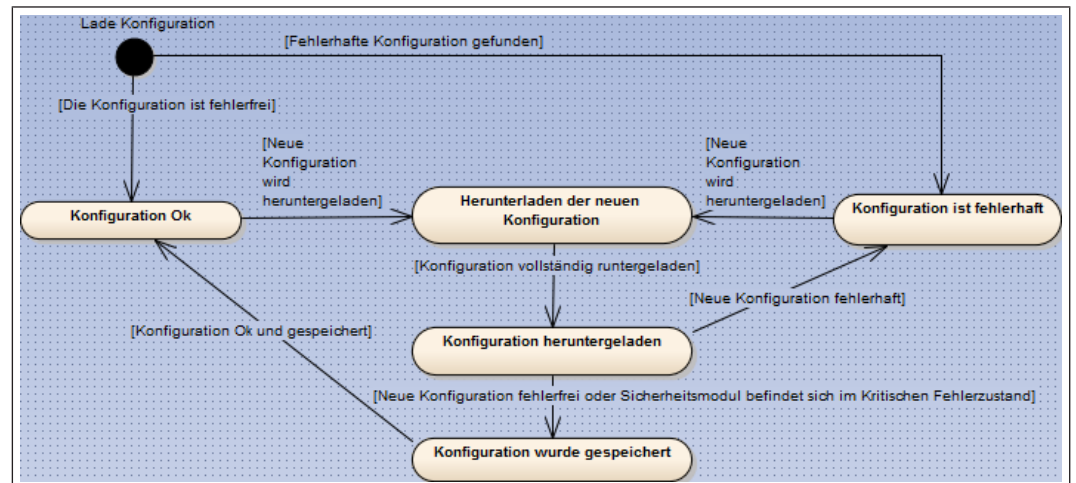 Lade Konfiguration
[Fehlerhafte Konfiguration gefunden]
[Die Konfiguration ist fehlerfrei]
[Neue
Konfiguration
wird
heruntergeladen]
[Neue
Konfiguration
wird
heruntergeladen]
Konfiguration Ok
Herunterladen der neuen
Konfiguration
Konfiguration ist fehlerhaft
[Konfiguration vollständig runtergeladen]
[Neue Konfiguration fehlerhaft]
[Konfiguration Ok und gespeichert]
Konfiguration heruntergeladen
[Neue Konfiguration fehlerfrei oder Sicherheitsmodul befindet sich im Kritischen Fehlerzustand]
Konfiguration wurde gespeichert